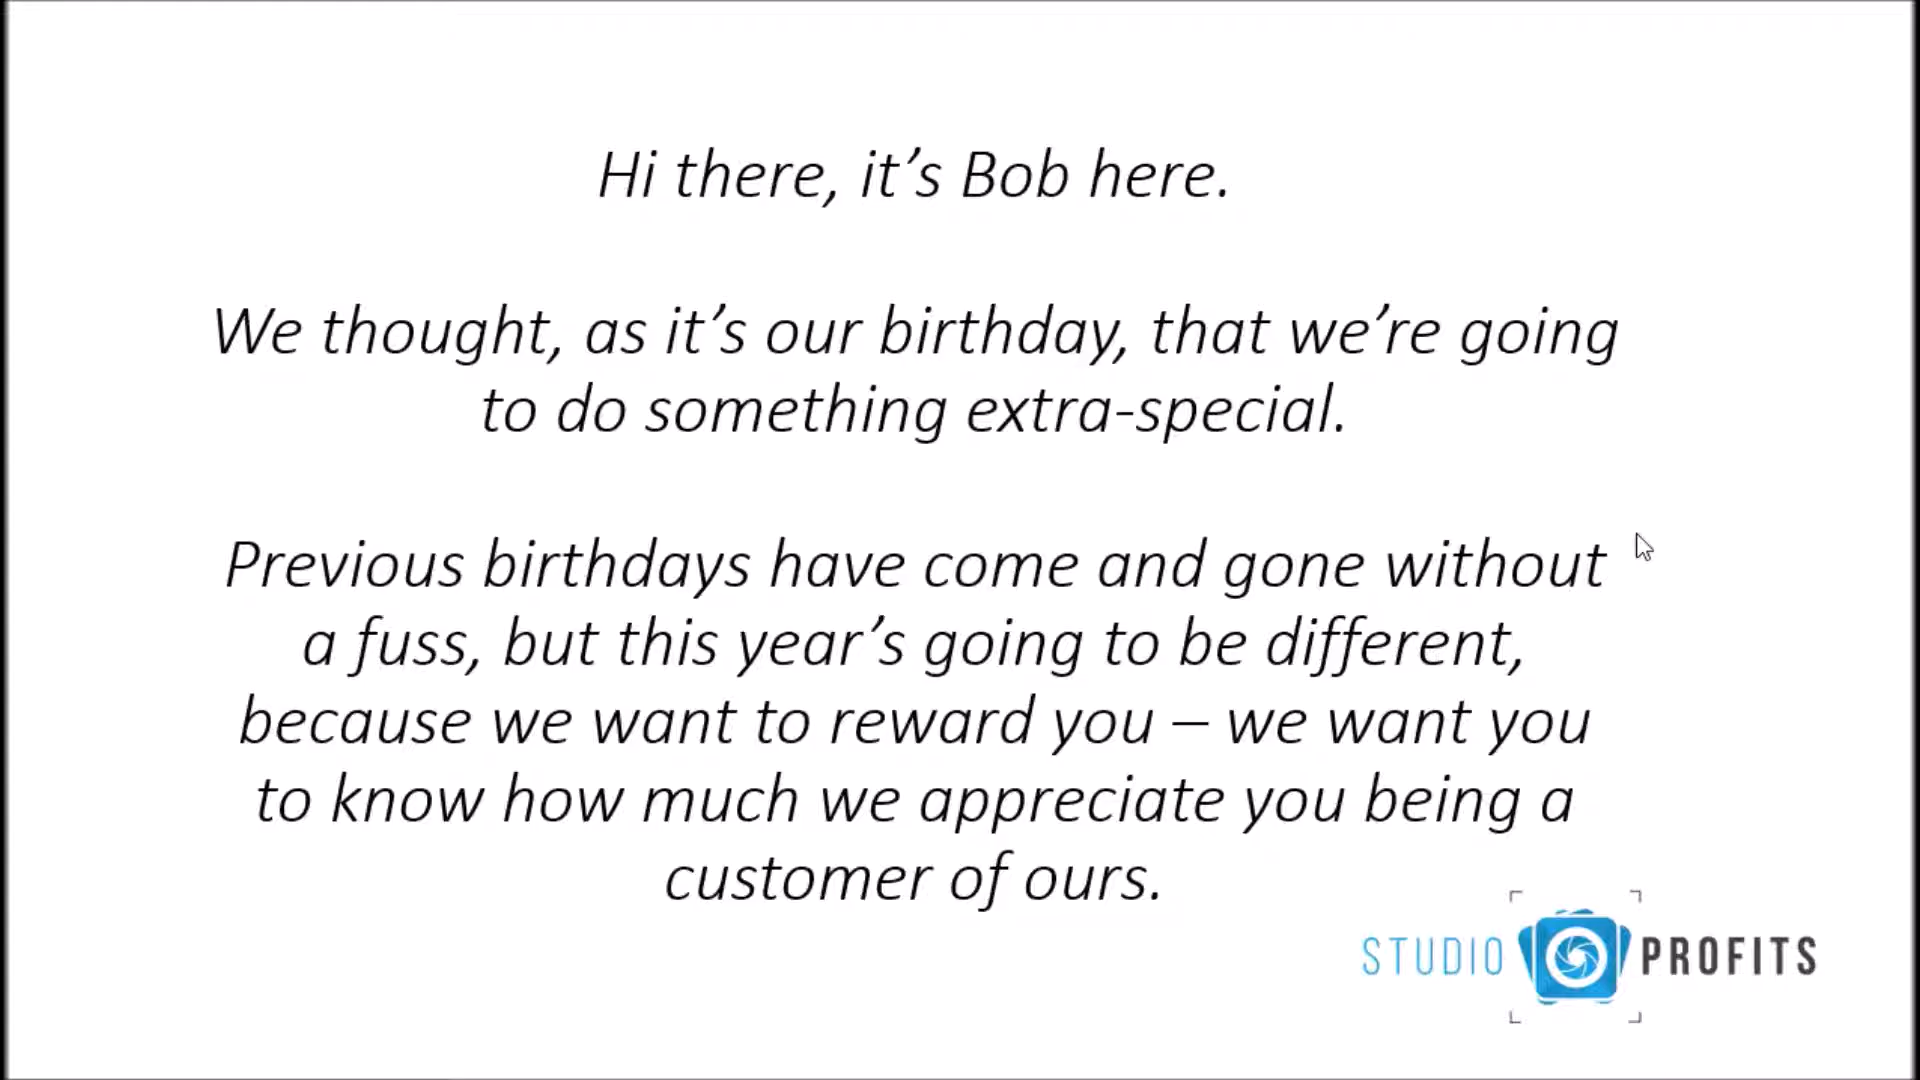 Hi there, it’s Bob here.
We thought, as it’s our birthday, that we’re going
to do something extra-special.
Previous birthdays have come and gone without
a fuss, but this year’s going to be different,
because we want to reward you – we want you
to know how much we appreciate you being a
customer of ours.
STUDIO PROFITS